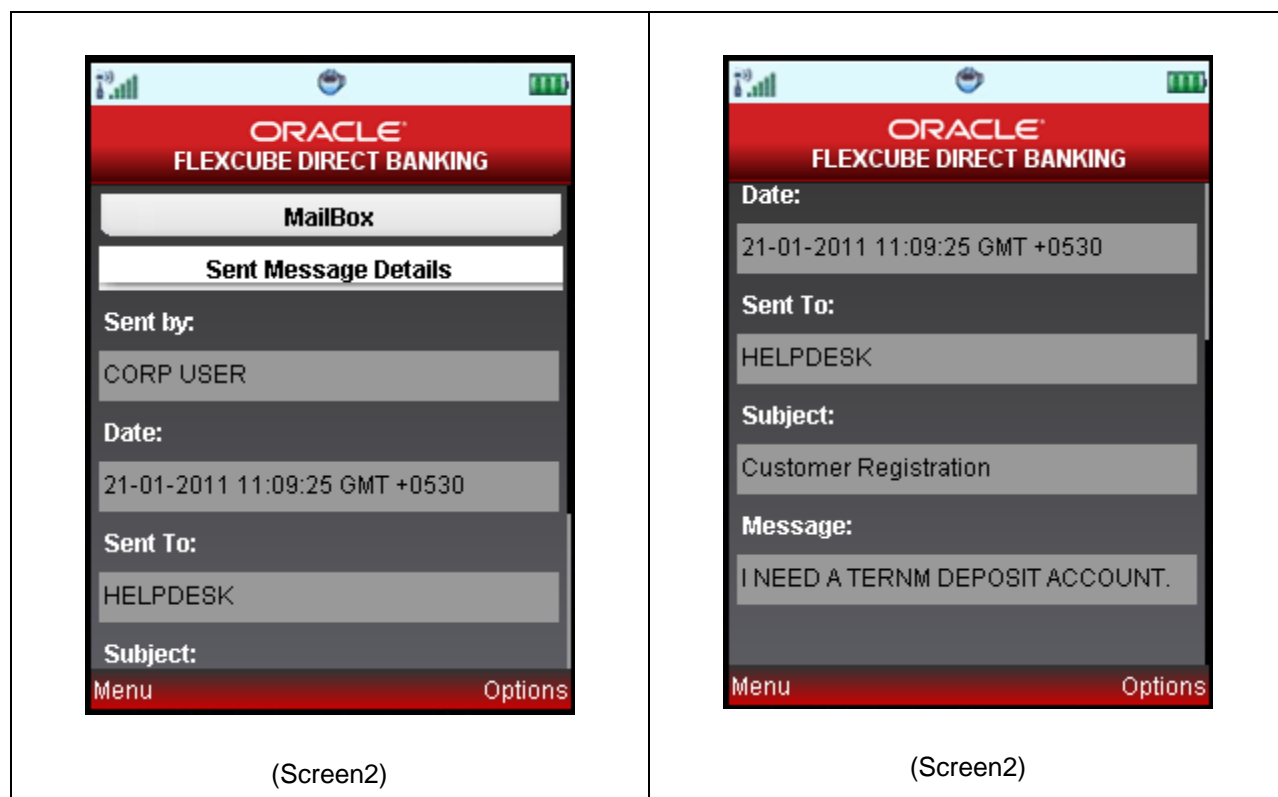 ORACLE
FLEXCUBE DIRECT BANKING
MailBox
Sent Message Details
Sent by:
CORP USER
Date:
21-01-2011 11:09:25 GMT +0530
Sent To:
HELPDESK
Subject:
Menu Options
(Screen2)
ORACLE
FLEXCUBE DIRECT BANKING
Date:
21-01-2011 11:09:25 GMT +0530
Sent To:
HELPDESK
Subject:
Customer Registration
Message:
I NEED A TERNM DEPOSIT ACCOUNT.
Menu Options
(Screen2)